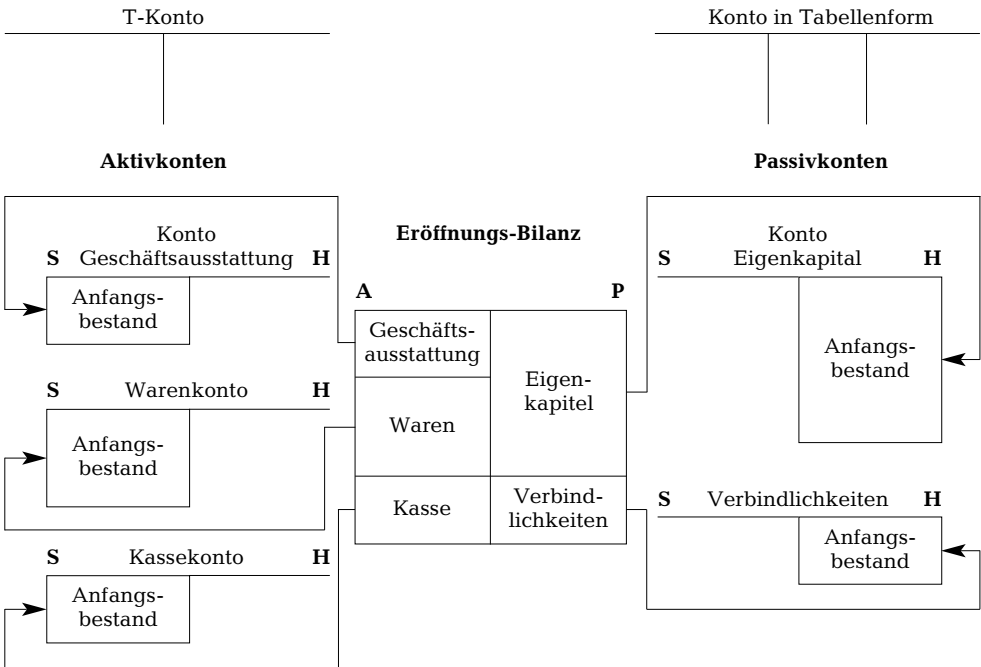 T-Konto
Konto in Tabellenform
Aktivkonten
Passivkonten
Konto
S Geschäftsausstattung H
Anfangs-
bestand
S Warenkonto H
Anfangs-
bestand
S Kassekonto H
Anfangs-
bestand
Eröffnungs-Bilanz
A P
Geschäfts-
ausstattung
Waren
Kasse
Eigen-
kapitel
Verbind-
lichkeiten
Konto
S Eigenkapital H
Anfangs-
bestand
S Verbindlichkeiten H
Anfangs-
bestand